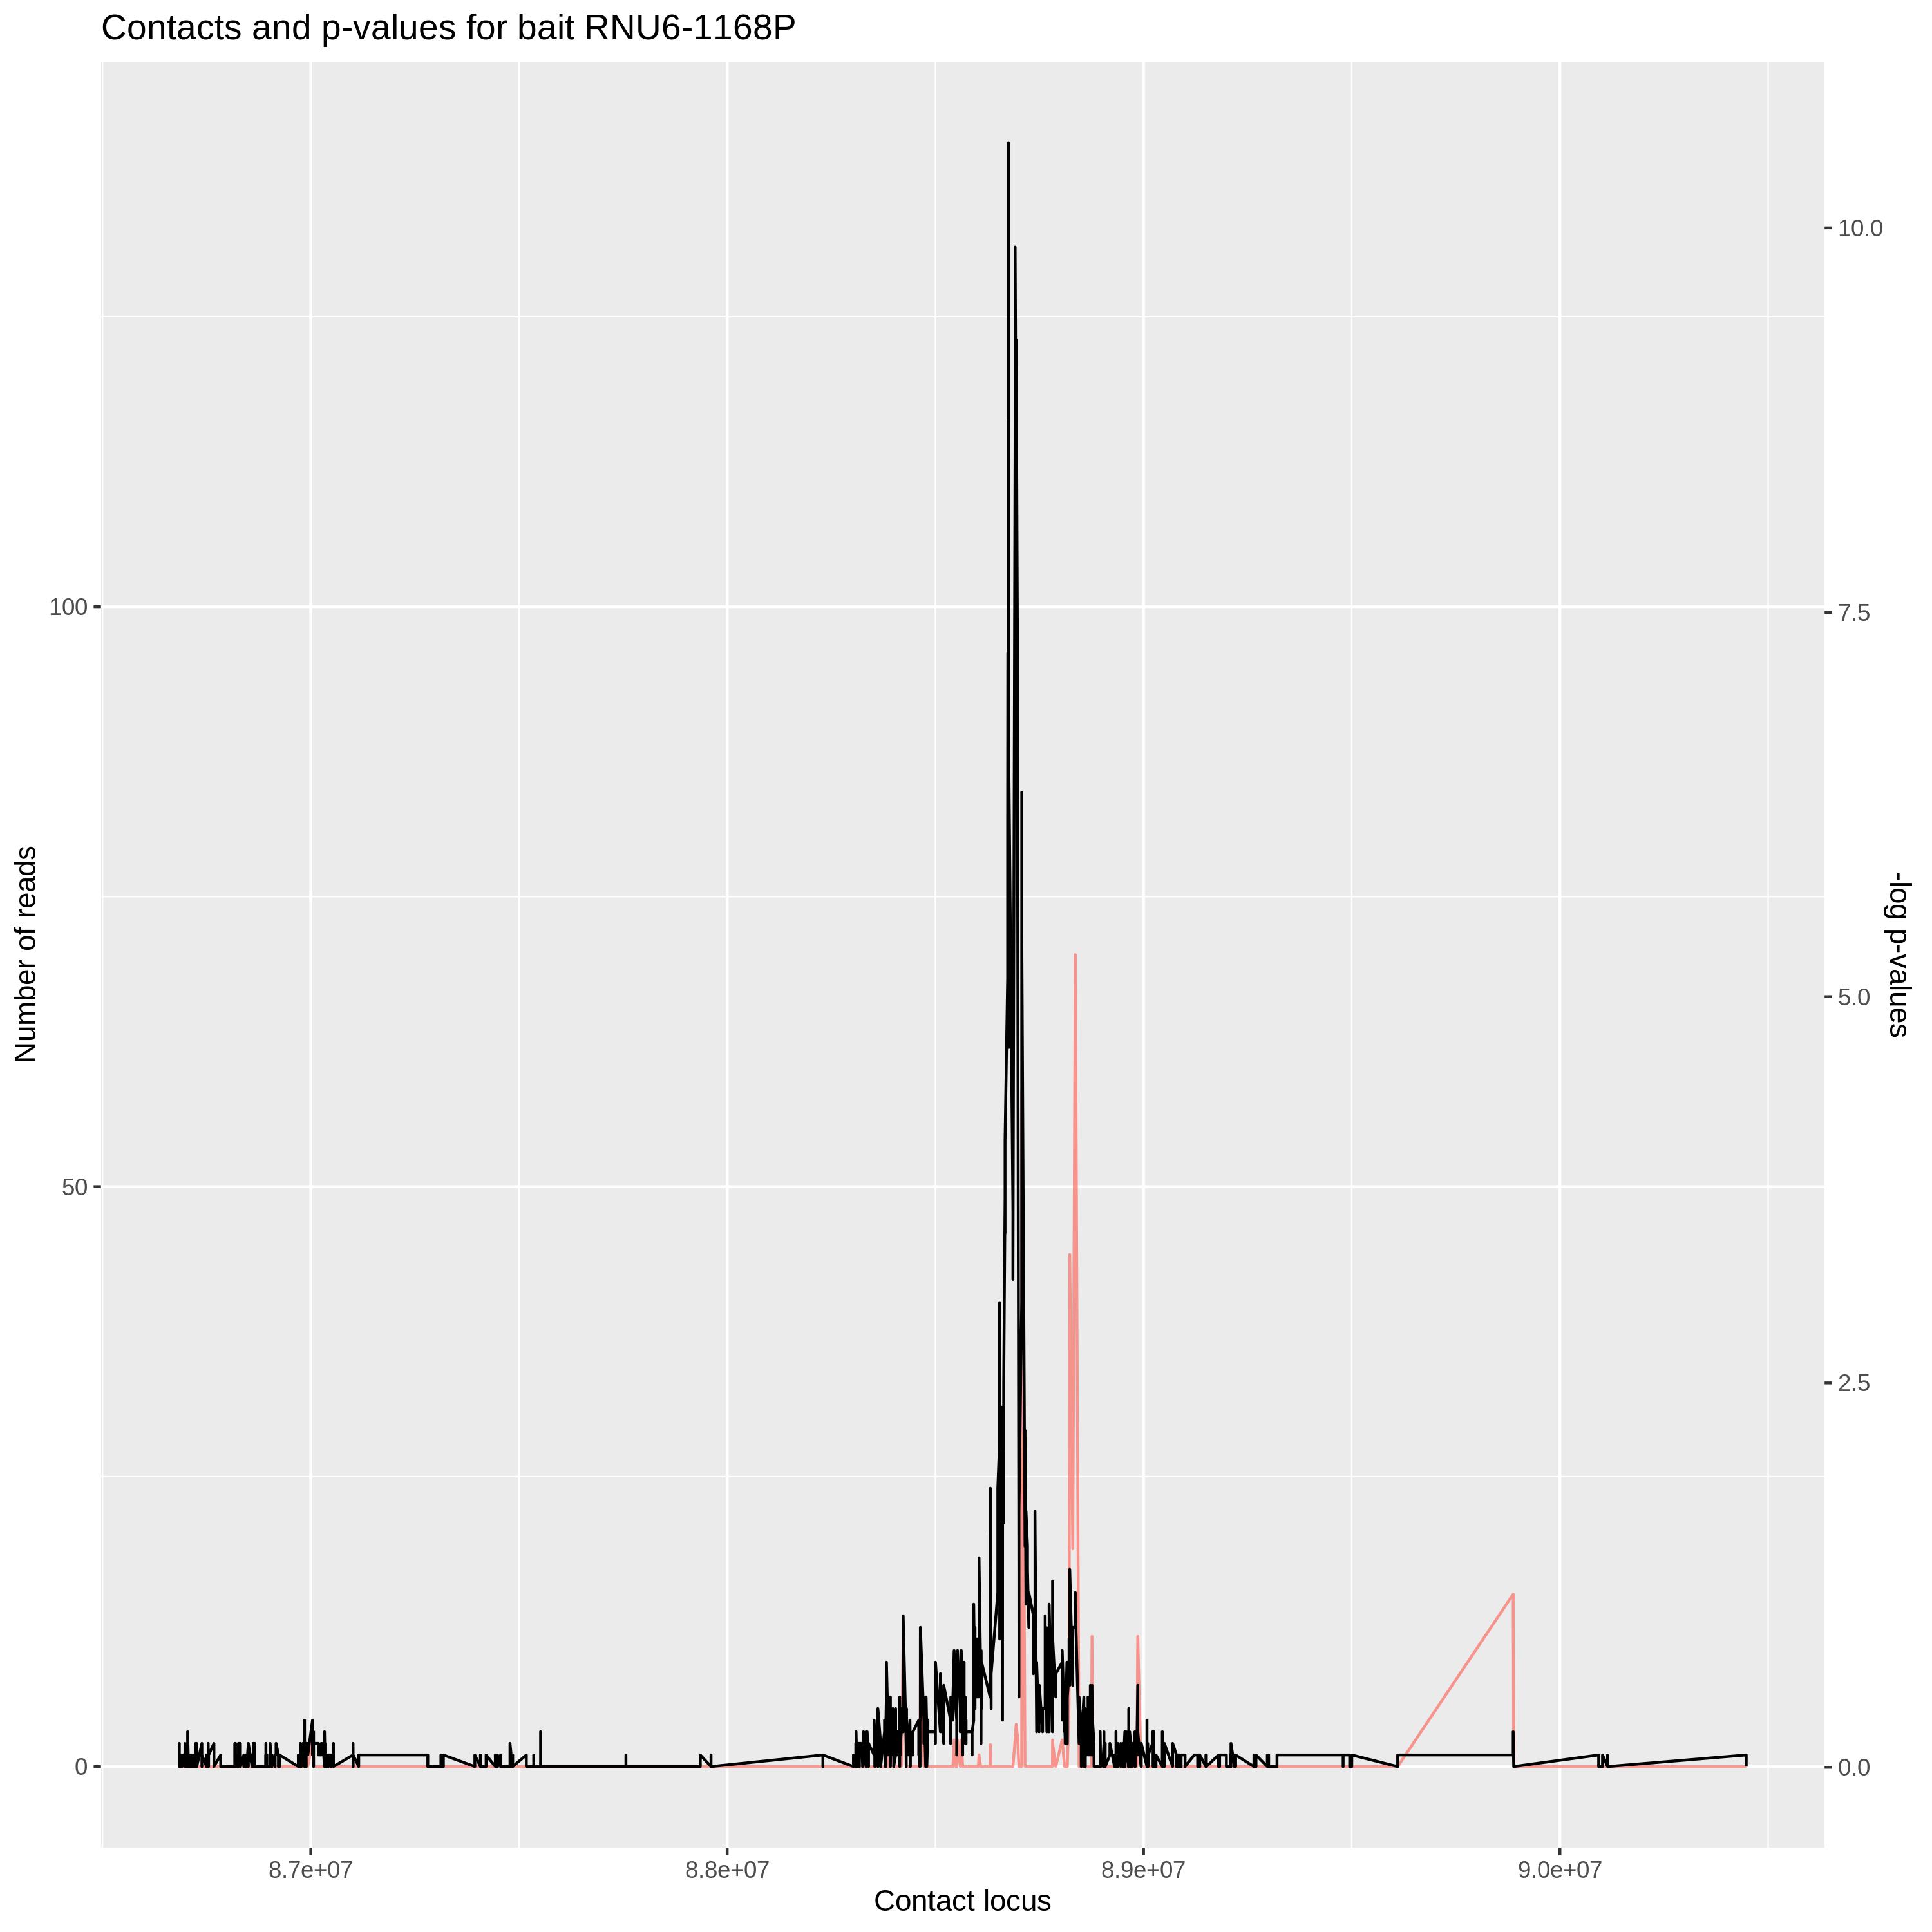 Contacts and p-values for bait RNU6-1168P
10.0
100
7.5
Number of reads
-log p-values
5.0
50
2.5
0
0.0
8.7e+07 8.8e+07 8.9e+07 9.0e+07
Contact locus